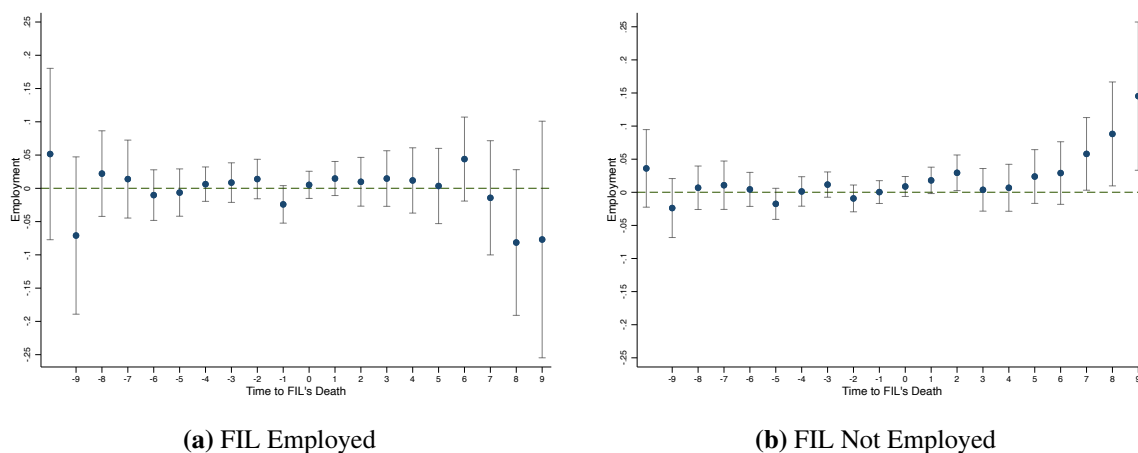 .25
.2
.15
.1
.05
0
-.05
-.1
-.15
-.2
-.25
Employment
-9 -8 -7 -6 -5 -4 -3 -2 -1 0 1 2 3 4 5 6 7 8 9
Time to FIL's Death
(a) FIL Employed
.25
.2
.15
.1
.05
0
-.05
-.1
-.15
-.2
-.25
Employment
-9 -8 -7 -6 -5 -4 -3 -2 -1 0 1 2 3 4 5 6 7 8 9
Time to FIL's Death
(b) FIL Not Employed